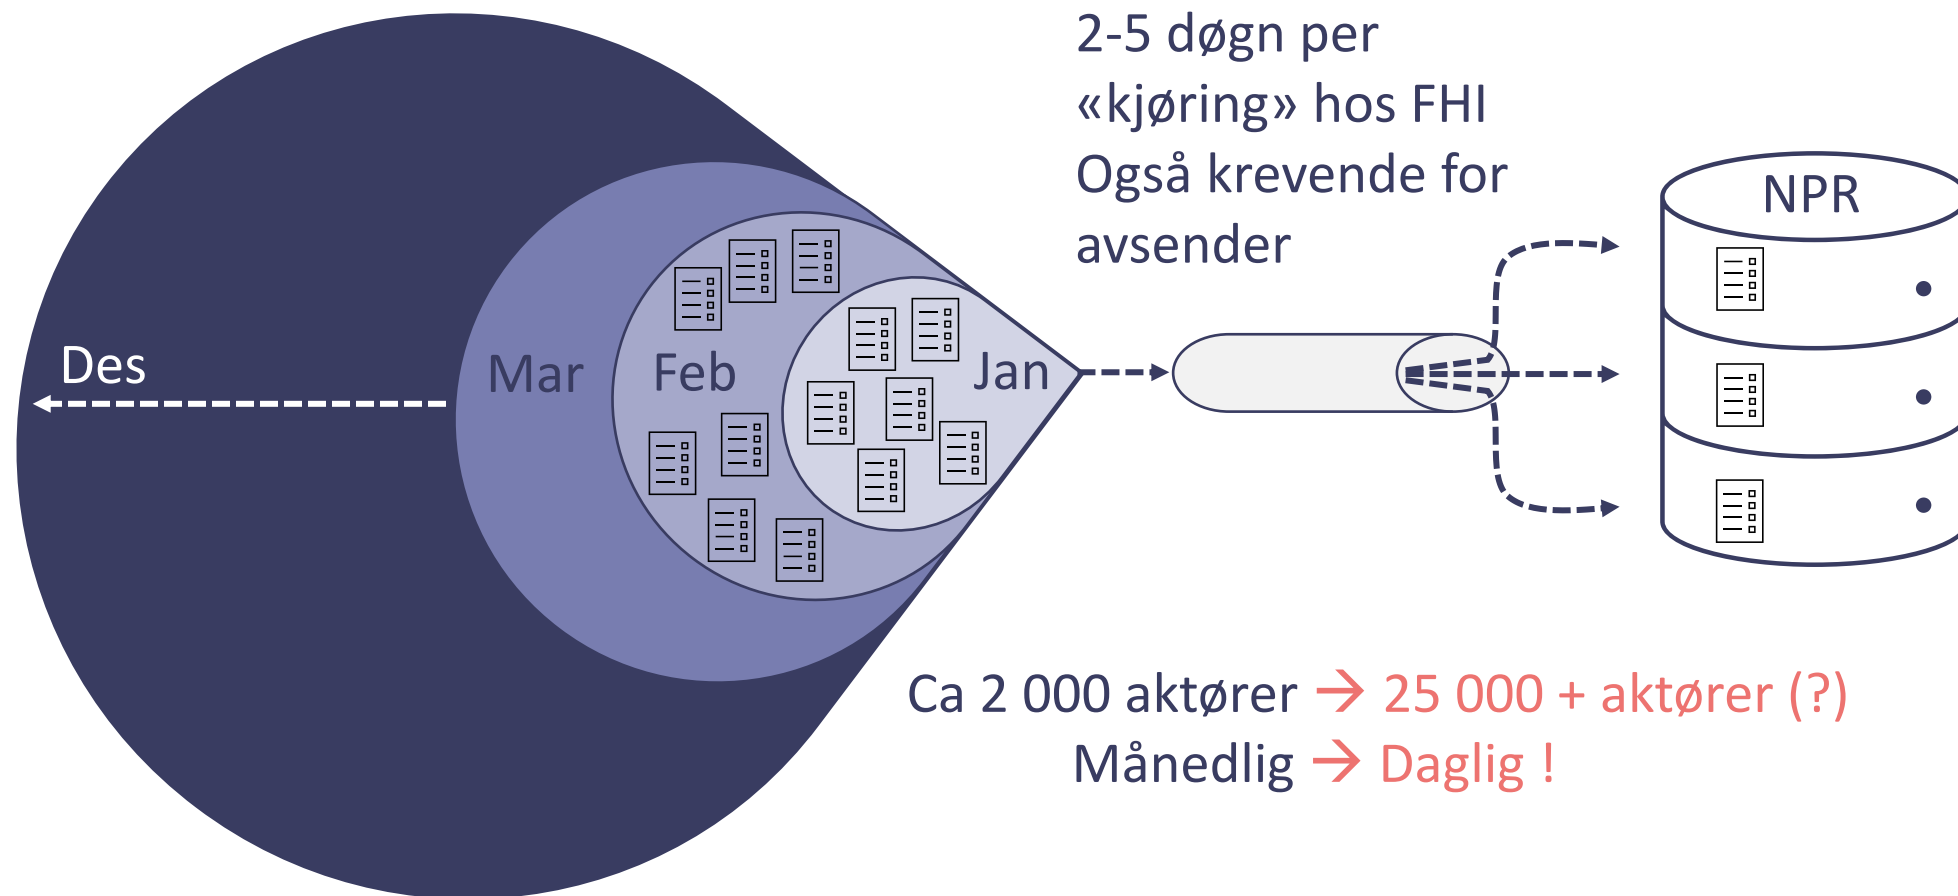 2-5 døgn per
«kjøring» hos FHI
Også krevende for
avsender
NPR
Des
Mar
Feb
Jan
Ca 2 000 aktører → 25 000 + aktører (?)
Månedlig → Daglig !